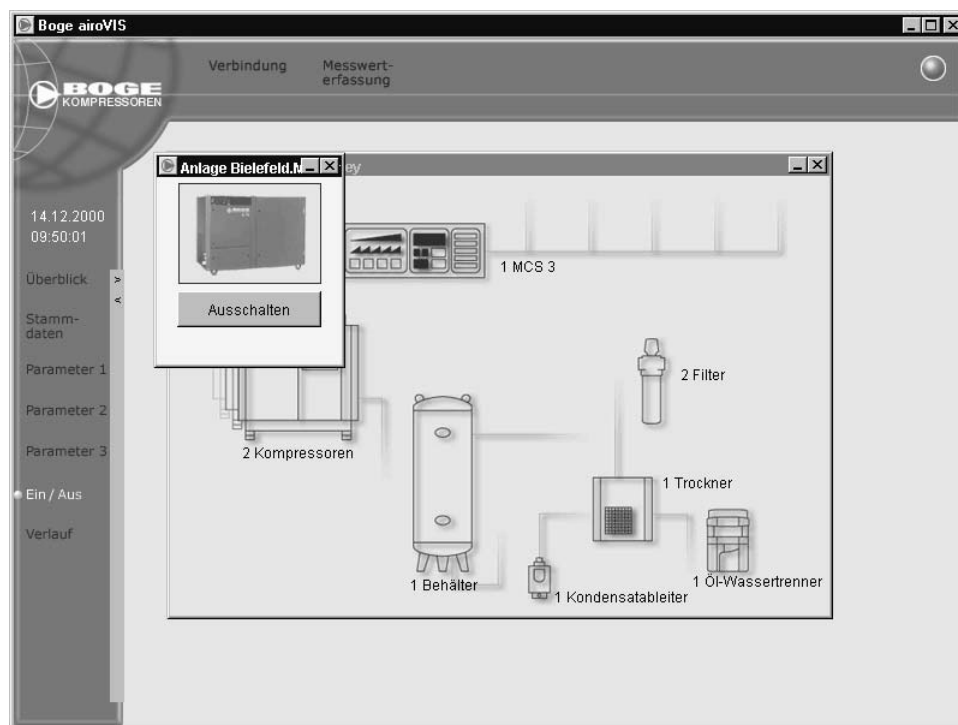 Boge airoVIS
BOGE
KOMPRESSOREN
Verbindung
Messwert-
erfassung
14.12.2000
09:50:01
Überblick
Stamm-
daten
Parameter 1
Parameter 2
Parameter 3
Ein / Aus
Verlauf
Anlage Bielefeld.M
ey
Ausschalten
1 MCS 3
2 Filter
2 Kompressoren
1 Trockner
1 Behälter
1 Kondensatableiter
1 Öl-Wassertrenner